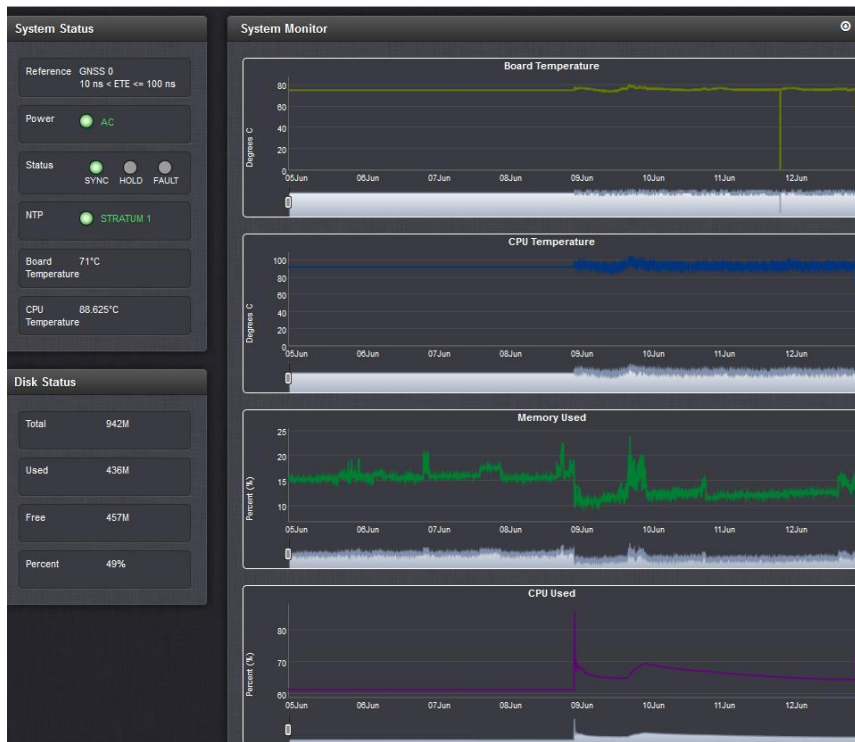 System Status
Reference GNSS 0
10 ns < ETE <= 100 ns
Power AC
Status
SYNC HOLD FAULT
NTP STRATUM 1
Board 71°C
Temperature
CPU 88.625°C
Temperature
Disk Status
Total 942M
Used 436M
Free 457M
Percent 49%
System Monitor
Board Temperature
Degrees C
80
60
40
20
0
05Jun 06Jun 07Jun 08Jun 09Jun 10Jun 11Jun 12Jun
CPU Temperature
Degrees C
100
80
60
40
20
0
05Jun 06Jun 07Jun 08Jun 09Jun 10Jun 11Jun 12Jun
Memory Used
Percent (%)
25
20
15
10
05Jun 06Jun 07Jun 08Jun 09Jun 10Jun 11Jun 12Jun
CPU Used
Percent (%)
80
70
60
05Jun 06Jun 07Jun 08Jun 09Jun 10Jun 11Jun 12Jun